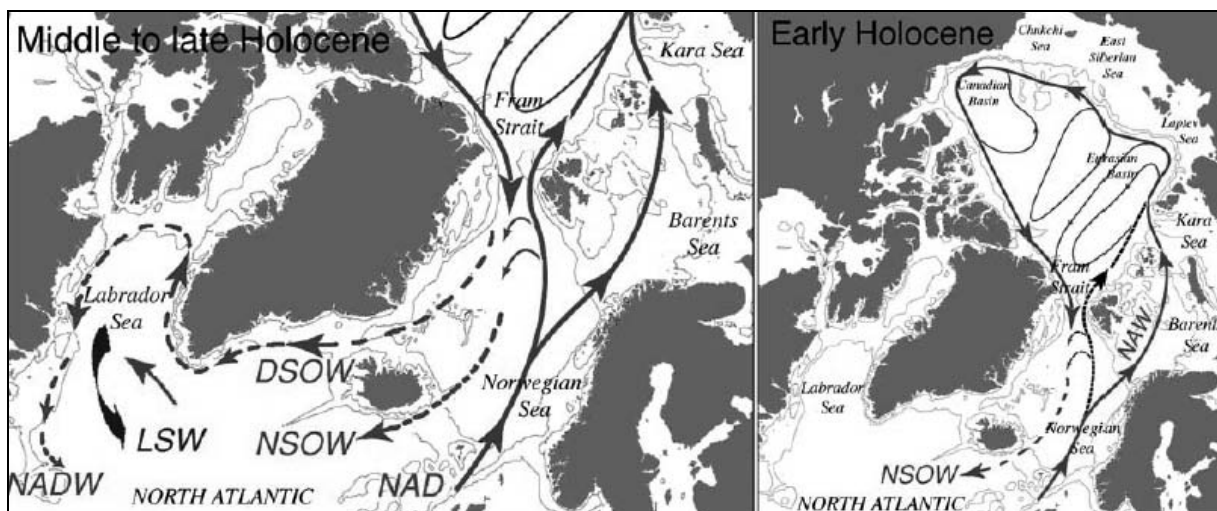 Middle to late Holocene
Kara Sea
Fram
Strait
Barents
Sea
Labrador
Sea
DSOW
Norwegian
Sea
LSW
NSOW
NADW
NORTH ATLANTIC
NAD
Early Holocene
Chukchi
Sea
East
Siberian
Sea
Canadian
Basin
Laptev
Sea
Eurasian
Basin
Kara
Sea
Fram
Strait
NAW
Barents
Sea
Labrador
Sea
Norwegian
Sea
NSOW
NORTH ATLANTIC